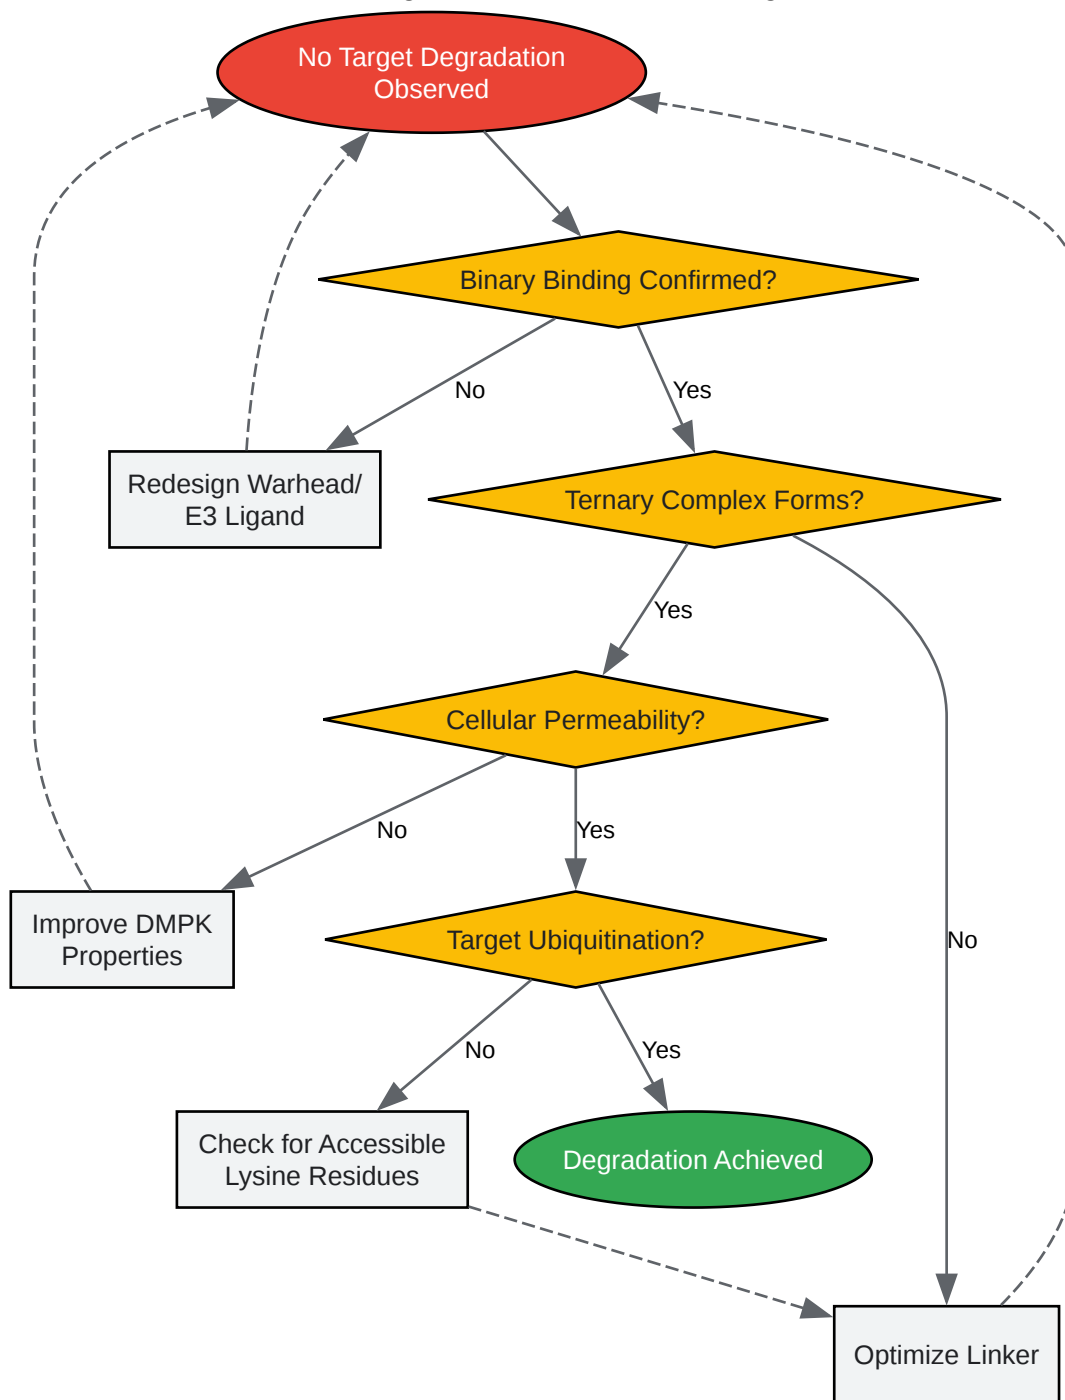 No Target Degradation
Observed
Binary Binding Confirmed?
No
Yes
Redesign Warhead/
E3 Ligand
Ternary Complex Forms?
Yes
Cellular Permeability?
No
Yes
Improve DMPK
Properties
Target Ubiquitination?
No
No
Yes
Check for Accessible
Lysine Residues
Degradation Achieved
Optimize Linker